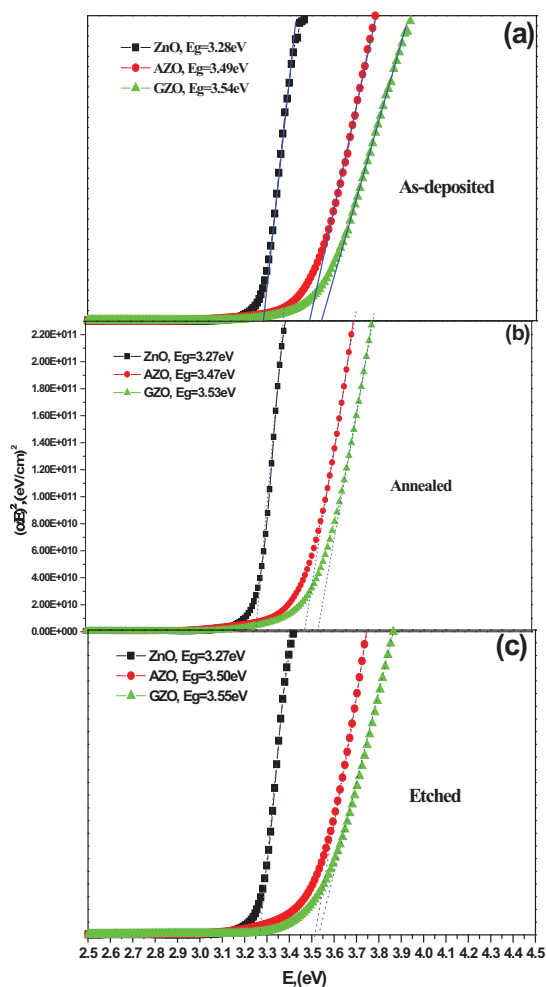 (a)
ZnO, Eg=3.28eV
AZO, Eg=3.49eV
GZO, Eg=3.54eV
As-deposited
(b)
2.20E+011
2.00E+011
1.80E+011
1.60E+011
1.40E+011
1.20E+011
1.00E+011
8.00E+010
6.00E+010
4.00E+010
2.00E+010
0.00E+000
(αE)²,(eV/cm)²
ZnO, Eg=3.27eV
AZO, Eg=3.47eV
GZO, Eg=3.53eV
Annealed
(c)
ZnO, Eg=3.27eV
AZO, Eg=3.50eV
GZO, Eg=3.55eV
Etched
2.5 2.6 2.7 2.8 2.9 3.0 3.1 3.2 3.3 3.4 3.5 3.6 3.7 3.8 3.9 4.0 4.1 4.2 4.3 4.4 4.5
E,(eV)